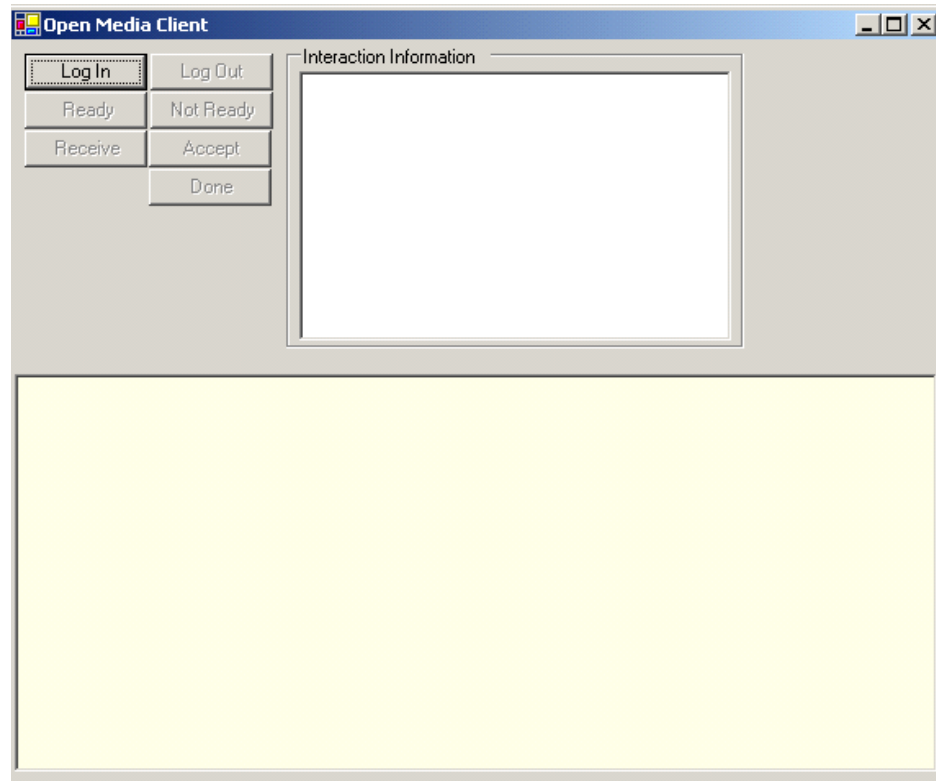 Open Media Client
Log In Log Out
Interaction Information
Ready Not Ready
Receive Accept
Done